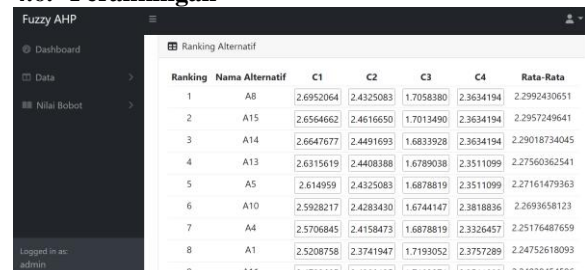 Fuzzy AHP
Dashboard
Data
Nilai Bobot
Logged in as:
admin
Ranking Alternatif
Ranking Nama Alternatif C1 C2 C3 C4 Rata-Rata
1 A8 2.6952064 2.4325083 1.7058380 2.3634194 2.2992430651
2 A15 2.6564662 2.4616650 1.7013490 2.3634194 2.2957249641
3 A14 2.6647677 2.4491693 1.6833928 2.3634194 2.29018734045
4 A13 2.6315619 2.4408388 1.6789038 2.3511099 2.27560362541
5 A5 2.614959 2.4325083 1.6878819 2.3511099 2.27161479363
6 A10 2.5928217 2.4283430 1.6744147 2.3818836 2.2693658123
7 A4 2.5706845 2.4158473 1.6878819 2.3326457 2.25176487659
8 A1 2.5208758 2.3741947 1.7193052 2.3757289 2.24752618093